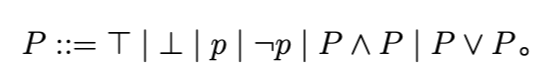 P ::= ⊤ | ⊥ | p | ¬p | P ∧ P | P ∨ P。